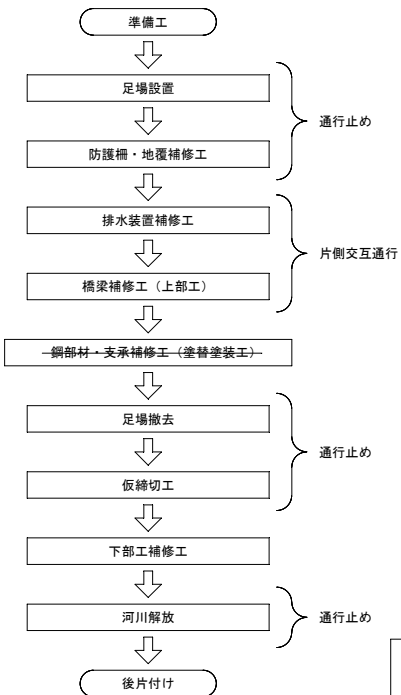 準備工
足場設置
通行止め
防護柵・地覆補修工
排水装置補修工
片側交互通行
橋梁補修工（上部工）
鋼部材・支承補修工（塗替塗装工）
足場撤去
通行止め
仮締切工
下部工補修工
河川解放
通行止め
後片付け